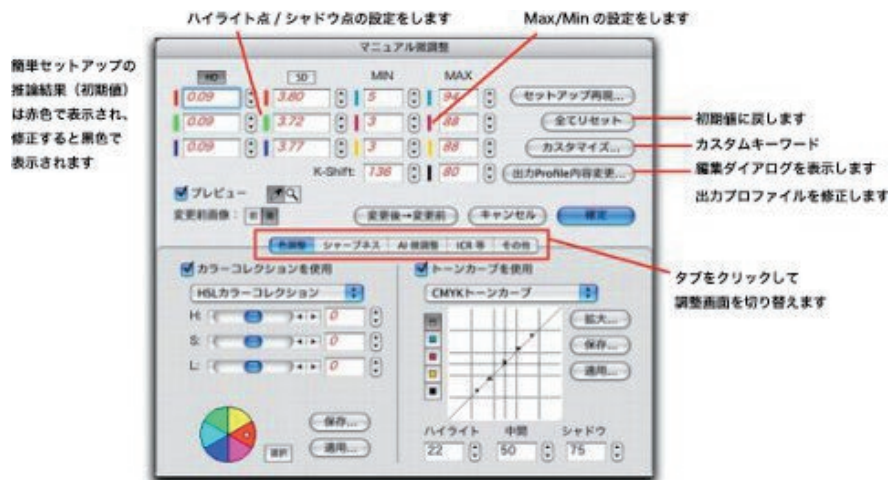 ハイライト点 / シャドウ点の設定をします
Max/Min の設定をします
簡単セットアップの
推論結果（初期値）
は赤色で表示され、
修正すると黒色で
表示されます
マニュアル微調整
HD SD MIN MAX
0.09 3.80 5 94 セットアップ再現...
0.09 3.72 3 88 全てリセット
0.09 3.77 3 88 カスタマイズ...
K-Shift: 136 80 出力Profile内容変更...
初期値に戻します
カスタムキーワード
編集ダイアログを表示します
出力プロファイルを修正します
プレビュー
変更前画像：
変更後→変更前 キャンセル 確定
色調整 シャープネス AI 微調整 ICR 等 その他
タブをクリックして
調整画面を切り替えます
カラーコレクションを使用
HSLカラーコレクション
H: 0
S: 0
L: 0
保存...
選択 適用...
トーンカーブを使用
CMYKトーンカーブ
拡大...
保存...
適用...
ハイライト 中間 シャドウ
22 50 75